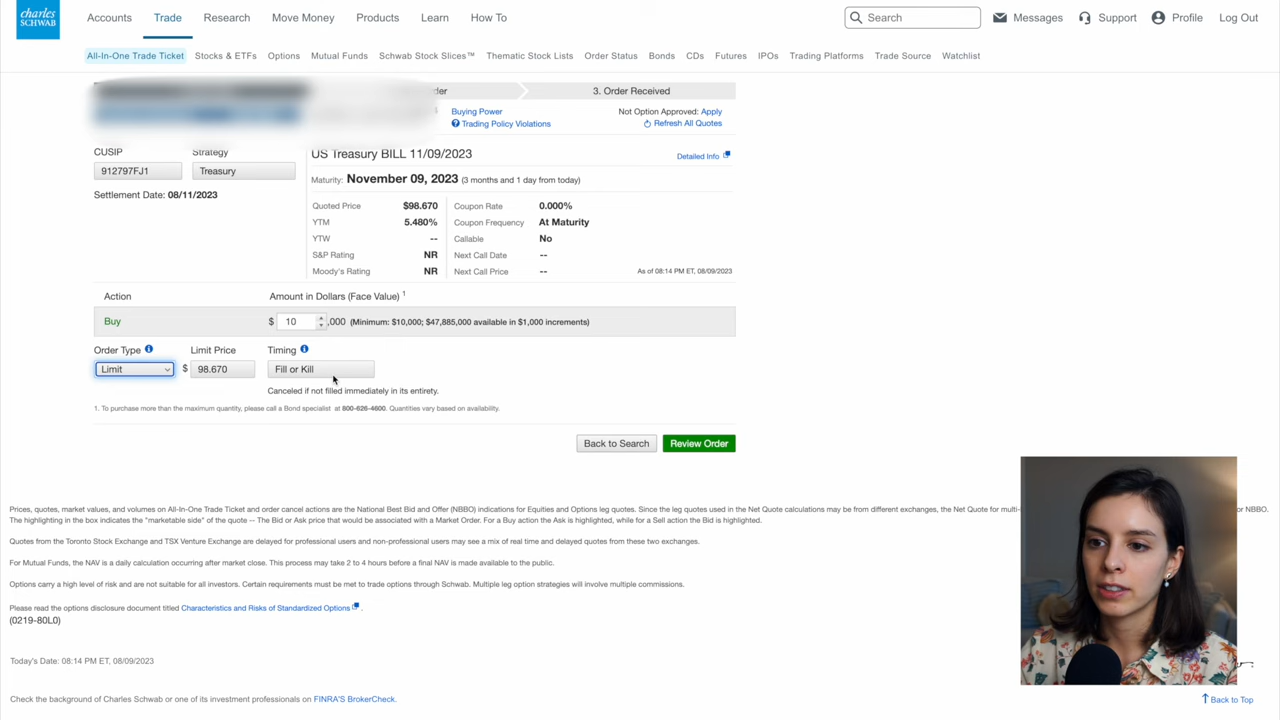 charles
SCHWAB
Accounts Trade Research Move Money Products Learn How To
Search Messages Support Profile Log Out
All-In-One Trade Ticket Stocks & ETFs Options Mutual Funds Schwab Stock Slices™ Thematic Stock Lists Order Status Bonds CDs Futures IPOs Trading Platforms Trade Source Watchlist
der 3. Order Received
Buying Power Not Option Approved: Apply
Trading Policy Violations Refresh All Quotes
CUSIP Strategy US Treasury BILL 11/09/2023 Detailed Info
912797FJ1 Treasury
Maturity: November 09, 2023 (3 months and 1 day from today)
Settlement Date: 08/11/2023
Quoted Price $98.670 Coupon Rate 0.000%
YTM 5.480% Coupon Frequency At Maturity
YTW -- Callable No
S&P Rating NR Next Call Date --
Moody's Rating NR Next Call Price -- As of 08:14 PM ET, 08/09/2023
Action Amount in Dollars (Face Value) 1
Buy $ 10 ,000 (Minimum: $10,000; $47,885,000 available in $1,000 increments)
Order Type Limit Price Timing
Limit $ 98.670 Fill or Kill
Canceled if not filled immediately in its entirety.
1. To purchase more than the maximum quantity, please call a Bond specialist at 800-626-4600. Quantities vary based on availability.
Back to Search Review Order
Prices, quotes, market values, and volumes on All-In-One Trade Ticket and order cancel actions are the National Best Bid and Offer (NBBO) indications for Equities and Options leg quotes. Since the leg quotes used in the Net Quote calculations may be from different exchanges, the Net Quote for multi- or NBBO.
The highlighting in the box indicates the "marketable side" of the quote -- The Bid or Ask price that would be associated with a Market Order. For a Buy action the Ask is highlighted, while for a Sell action the Bid is highlighted.
Quotes from the Toronto Stock Exchange and TSX Venture Exchange are delayed for professional users and non-professional users may see a mix of real time and delayed quotes from these two exchanges.
For Mutual Funds, the NAV is a daily calculation occurring after market close. This process may take 2 to 4 hours before a final NAV is made available to the public.
Options carry a high level of risk and are not suitable for all investors. Certain requirements must be met to trade options through Schwab. Multiple leg option strategies will involve multiple commissions.
Please read the options disclosure document titled Characteristics and Risks of Standardized Options .
(0219-80L0)
Today's Date: 08:14 PM ET, 08/09/2023
Check the background of Charles Schwab or one of its investment professionals on FINRA'S BrokerCheck.
Back to Top